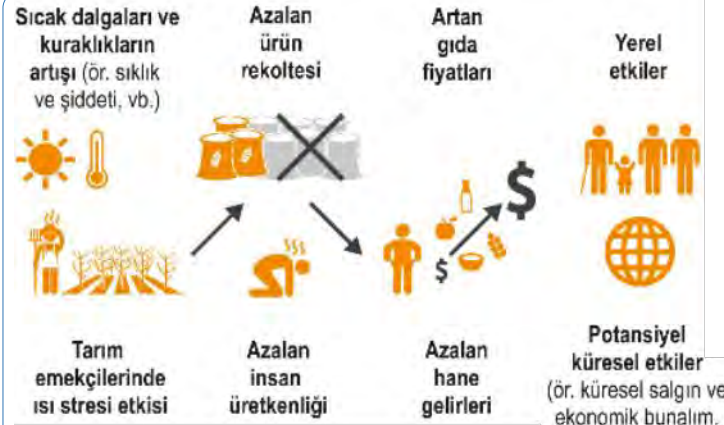 Sıcak dalgaları ve
kuraklıkların
artışı (ör. sıklık
ve şiddeti, vb.)
Azalan
ürün
rekoltesi
Artan
gıda
fiyatları
Yerel
etkiler
$
$
Tarım
emekçilerinde
ısı stresi etkisi
Azalan
insan
üretkenliği
Azalan
hane
gelirleri
Potansiyel
küresel etkiler
(ör. küresel salgın ve
ekonomik bunalım,